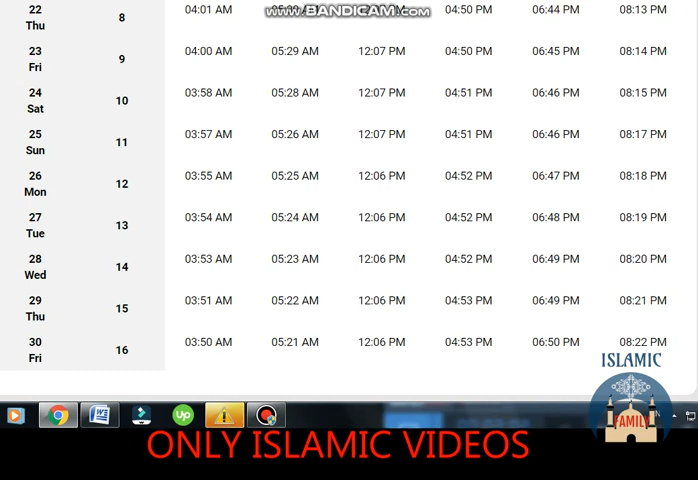 www.BANDICAM.com
22 Thu 8 04:01 AM 04:50 PM 06:44 PM 08:13 PM
23 Fri 9 04:00 AM 05:29 AM 12:07 PM 04:50 PM 06:45 PM 08:14 PM
24 Sat 10 03:58 AM 05:28 AM 12:07 PM 04:51 PM 06:46 PM 08:15 PM
25 Sun 11 03:57 AM 05:26 AM 12:07 PM 04:51 PM 06:46 PM 08:17 PM
26 Mon 12 03:55 AM 05:25 AM 12:06 PM 04:52 PM 06:47 PM 08:18 PM
27 Tue 13 03:54 AM 05:24 AM 12:06 PM 04:52 PM 06:48 PM 08:19 PM
28 Wed 14 03:53 AM 05:23 AM 12:06 PM 04:52 PM 06:49 PM 08:20 PM
29 Thu 15 03:51 AM 05:22 AM 12:06 PM 04:53 PM 06:49 PM 08:21 PM
30 Fri 16 03:50 AM 05:21 AM 12:06 PM 04:53 PM 06:50 PM 08:22 PM
ISLAMIC
FAMILY
ONLY ISLAMIC VIDEOS